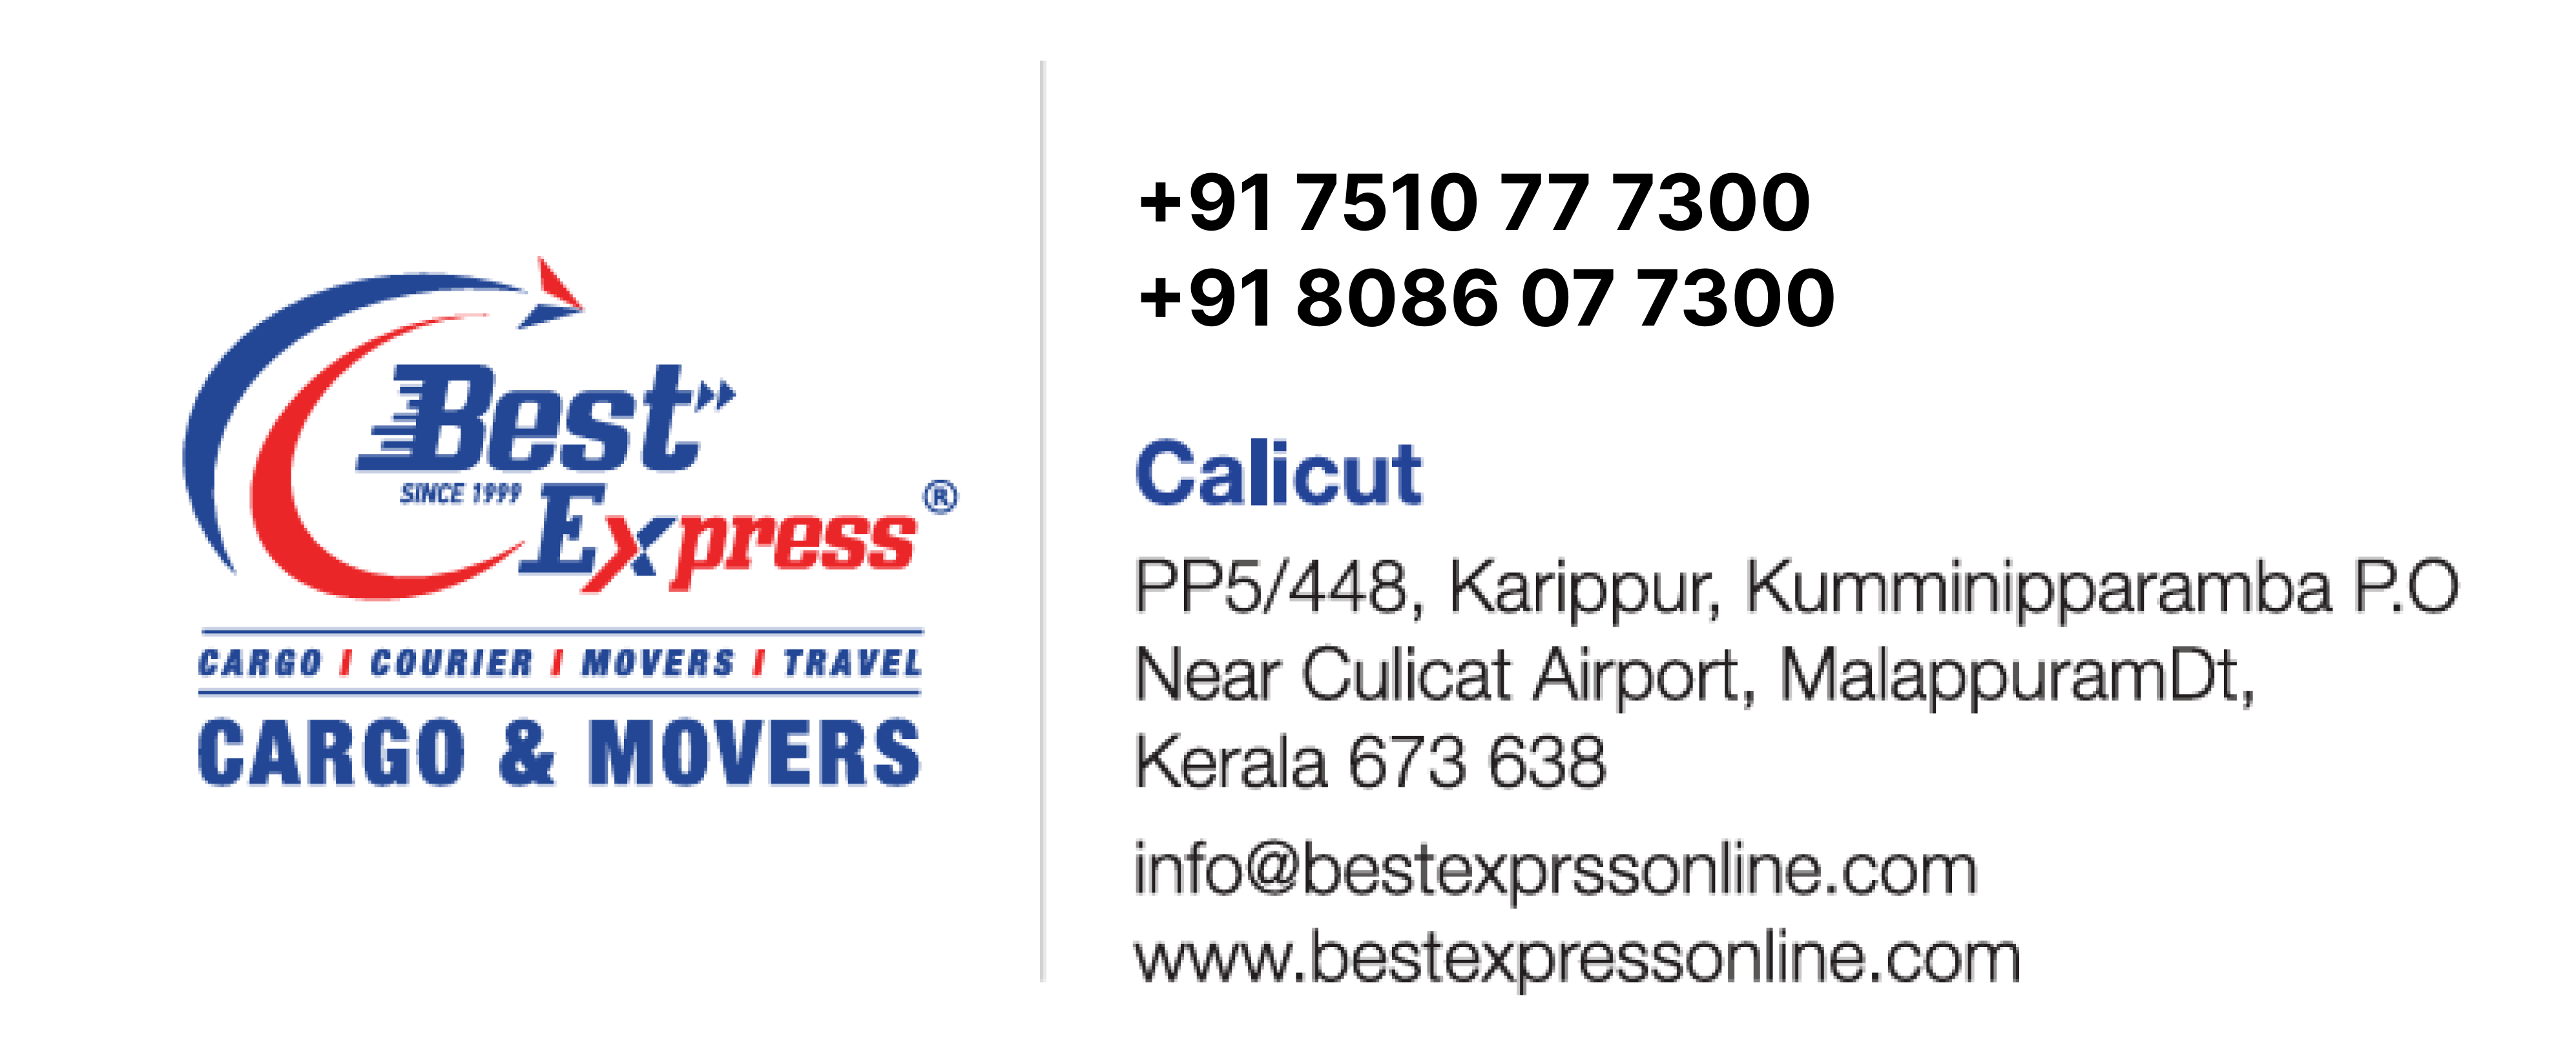 Best
SINCE 1999
Express®
CARGO | COURIER | MOVERS | TRAVEL
CARGO & MOVERS
+91 7510 77 7300
+91 8086 07 7300
Calicut
PP5/448, Karippur, Kumminipparamba P.O
Near Culicat Airport, MalappuramDt,
Kerala 673 638
info@bestexprssonline.com
www.bestexpressonline.com